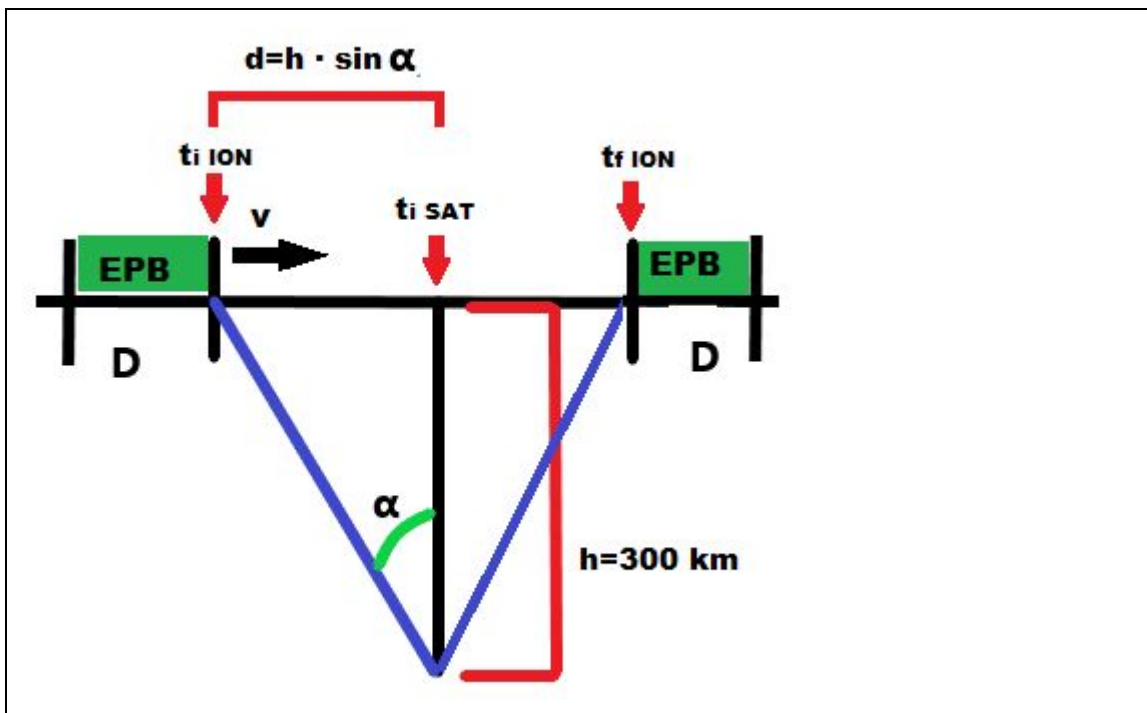 d=h · sin α
ti ION
tf ION
v
ti SAT
EPB
EPB
D
D
α
h=300 km